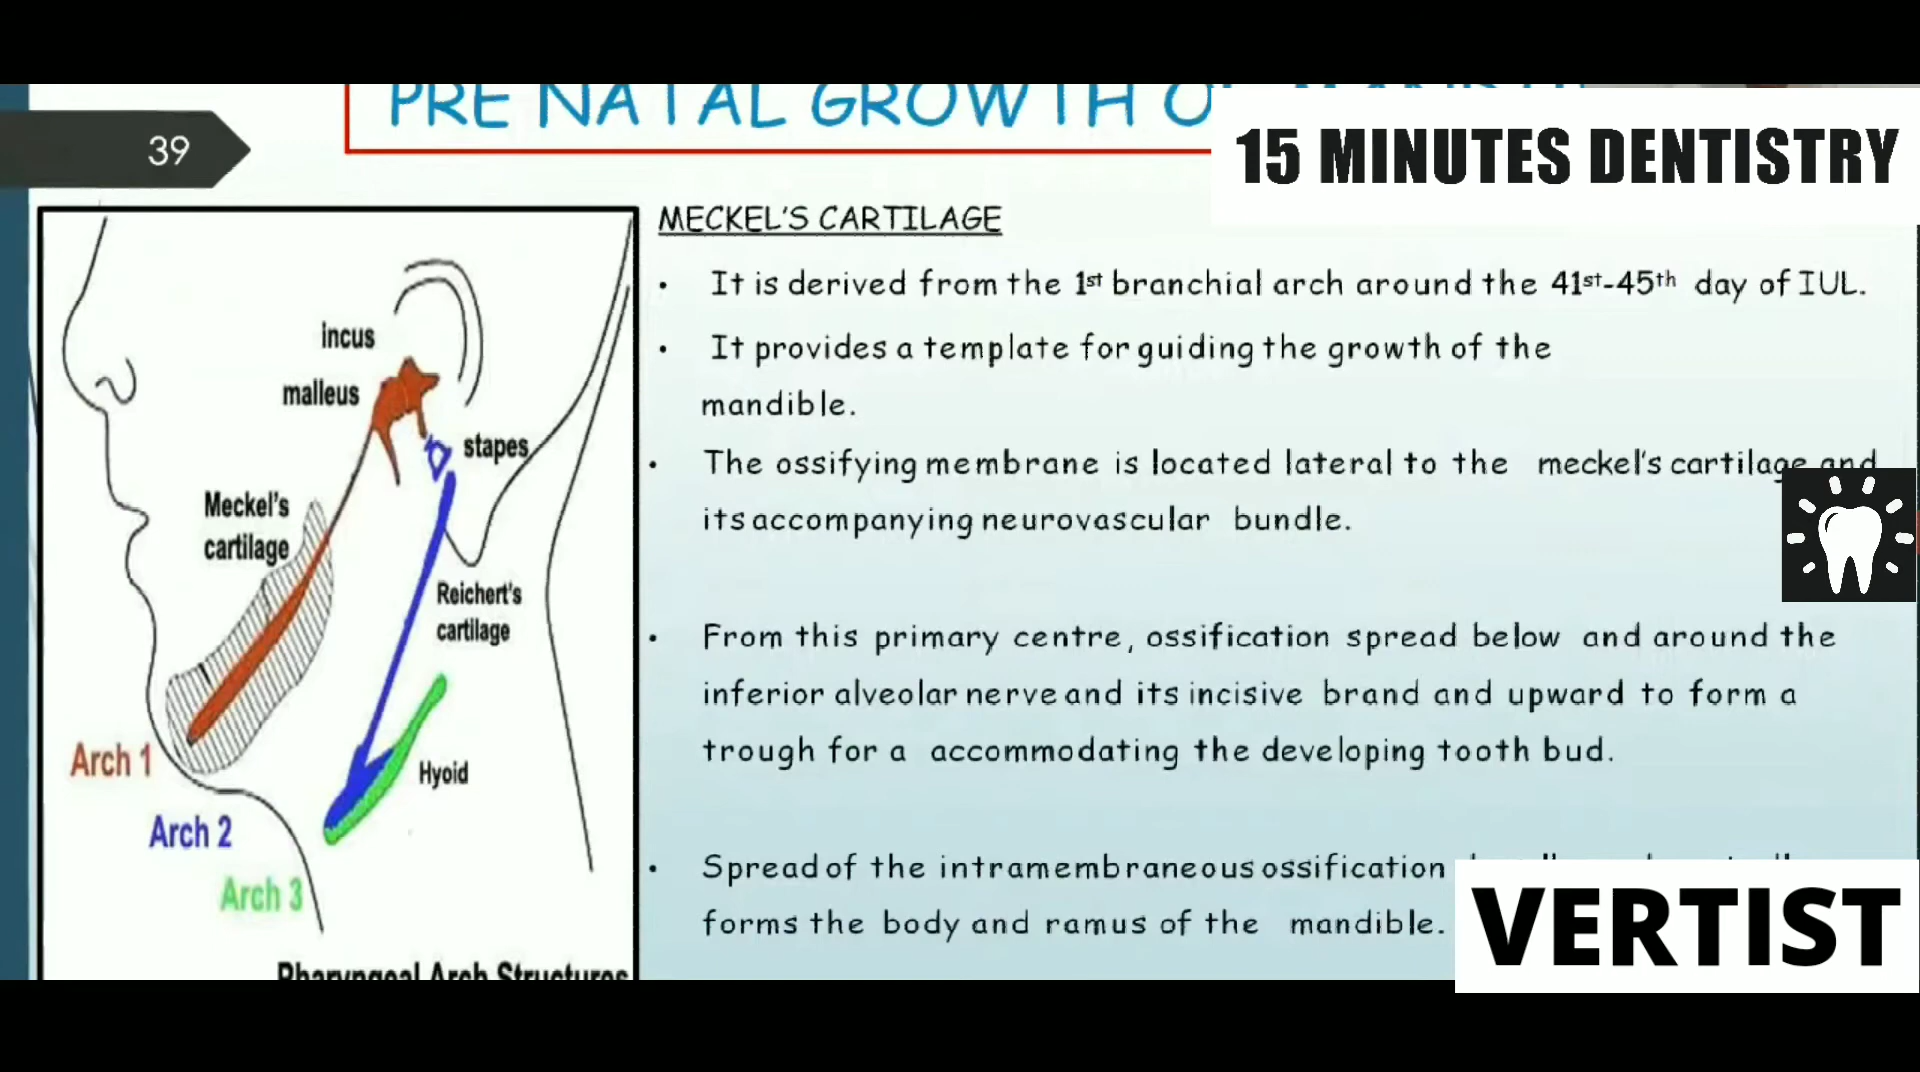 PRE NATAL GROWTH
39
15 MINUTES DENTISTRY
MECKEL'S CARTILAGE
• It is derived from the 1st branchial arch around the 41st-45th day of IUL.
• It provides a template for guiding the growth of the
mandible.
• The ossifying membrane is located lateral to the meckel's cartilage and
its accompanying neurovascular bundle.
• From this primary centre, ossification spread below and around the
inferior alveolar nerve and its incisive brand and upward to form a
trough for a accommodating the developing tooth bud.
• Spread of the intramembraneous ossification
forms the body and ramus of the mandible.
VERTIST
incus
malleus
stapes
Meckel's
cartilage
Reichert's
cartilage
Hyoid
Arch 1
Arch 2
Arch 3
Pharyngeal Arch Structures